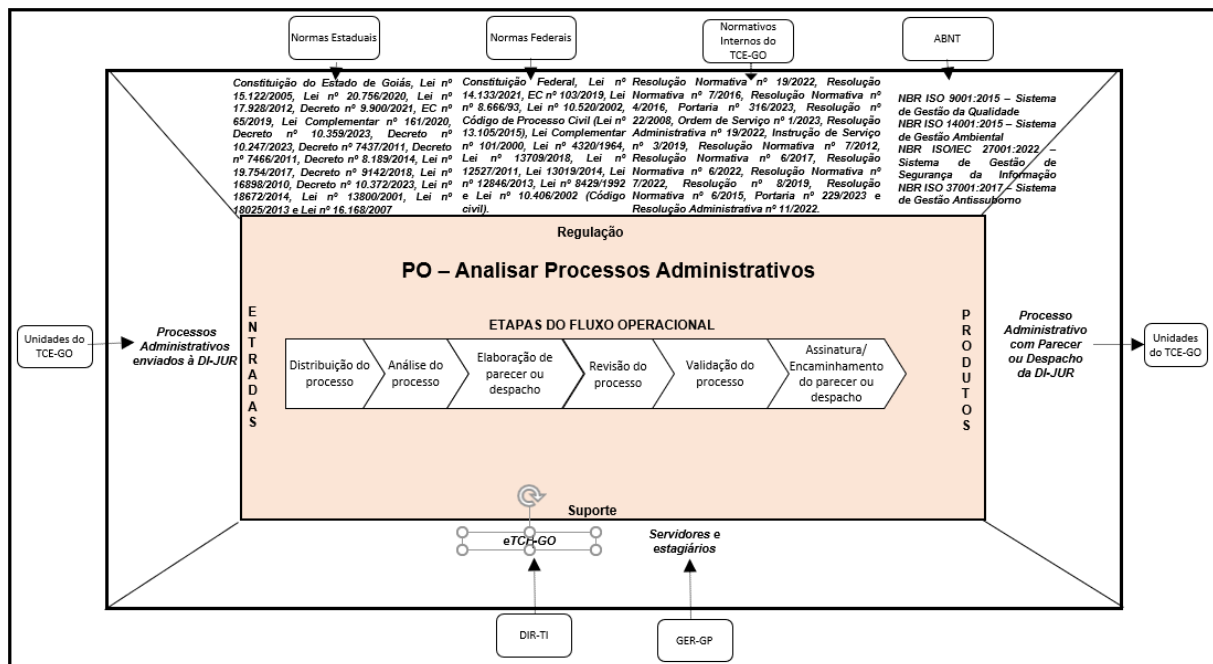 Normas Estaduais
Normas Federais
Normativos
Internos do
TCE-GO
ABNT
Constituição do Estado de Goiás, Lei nº
15.122/2005, Lei nº 20.756/2020, Lei nº
17.928/2012, Decreto nº 9.900/2021, EC nº
65/2019, Lei Complementar nº 161/2020,
Decreto nº 10.359/2023, Decreto nº
10.247/2023, Decreto nº 7437/2011, Decreto
nº 7466/2011, Decreto nº 8.189/2014, Lei nº
19.754/2017, Decreto nº 9142/2018, Lei nº
16898/2010, Decreto nº 10.372/2023, Lei nº
18672/2014, Lei nº 13800/2001, Lei nº
18025/2013 e Lei nº 16.168/2007
Constituição Federal, Lei nº
14.133/2021, EC nº 103/2019, Lei
nº 8.666/93, Lei nº 10.520/2002,
Código de Processo Civil (Lei nº
13.105/2015), Lei Complementar
nº 101/2000, Lei nº 4320/1964,
Lei nº 13709/2018, Lei nº
12527/2011, Lei 13019/2014, Lei
nº 12846/2013, Lei nº 8429/1992
e Lei nº 10.406/2002 (Código
civil).
Resolução Normativa nº 19/2022, Resolução
Normativa nº 7/2016, Resolução Normativa nº
4/2016, Portaria nº 316/2023, Resolução nº
22/2008, Ordem de Serviço nº 1/2023, Resolução
Administrativa nº 19/2022, Instrução de Serviço
nº 3/2019, Resolução Normativa nº 7/2012,
Resolução Normativa nº 6/2017, Resolução
Normativa nº 6/2022, Resolução Normativa nº
7/2022, Resolução nº 8/2019, Resolução
Normativa nº 6/2015, Portaria nº 229/2023 e
Resolução Administrativa nº 11/2022.
NBR ISO 9001:2015 – Sistema
de Gestão da Qualidade
NBR ISO 14001:2015 – Sistema
de Gestão Ambiental
NBR ISO/IEC 27001:2022 –
Sistema de Gestão de
Segurança da Informação
NBR ISO 37001:2017 – Sistema
de Gestão Antissuborno
Regulação
PO – Analisar Processos Administrativos
ENTRADAS
ETAPAS DO FLUXO OPERACIONAL
PRODUTOS
Unidades do
TCE-GO
Processos
Administrativos
enviados à DI-JUR
Distribuição do
processo
Análise do
processo
Elaboração de
parecer ou
despacho
Revisão do
processo
Validação do
processo
Assinatura/
Encaminhamento
do parecer ou
despacho
Processo
Administrativo
com Parecer
ou Despacho
da DI-JUR
Unidades
do TCE-GO
Suporte
eTCE-GO
Servidores e
estagiários
DIR-TI
GER-GP